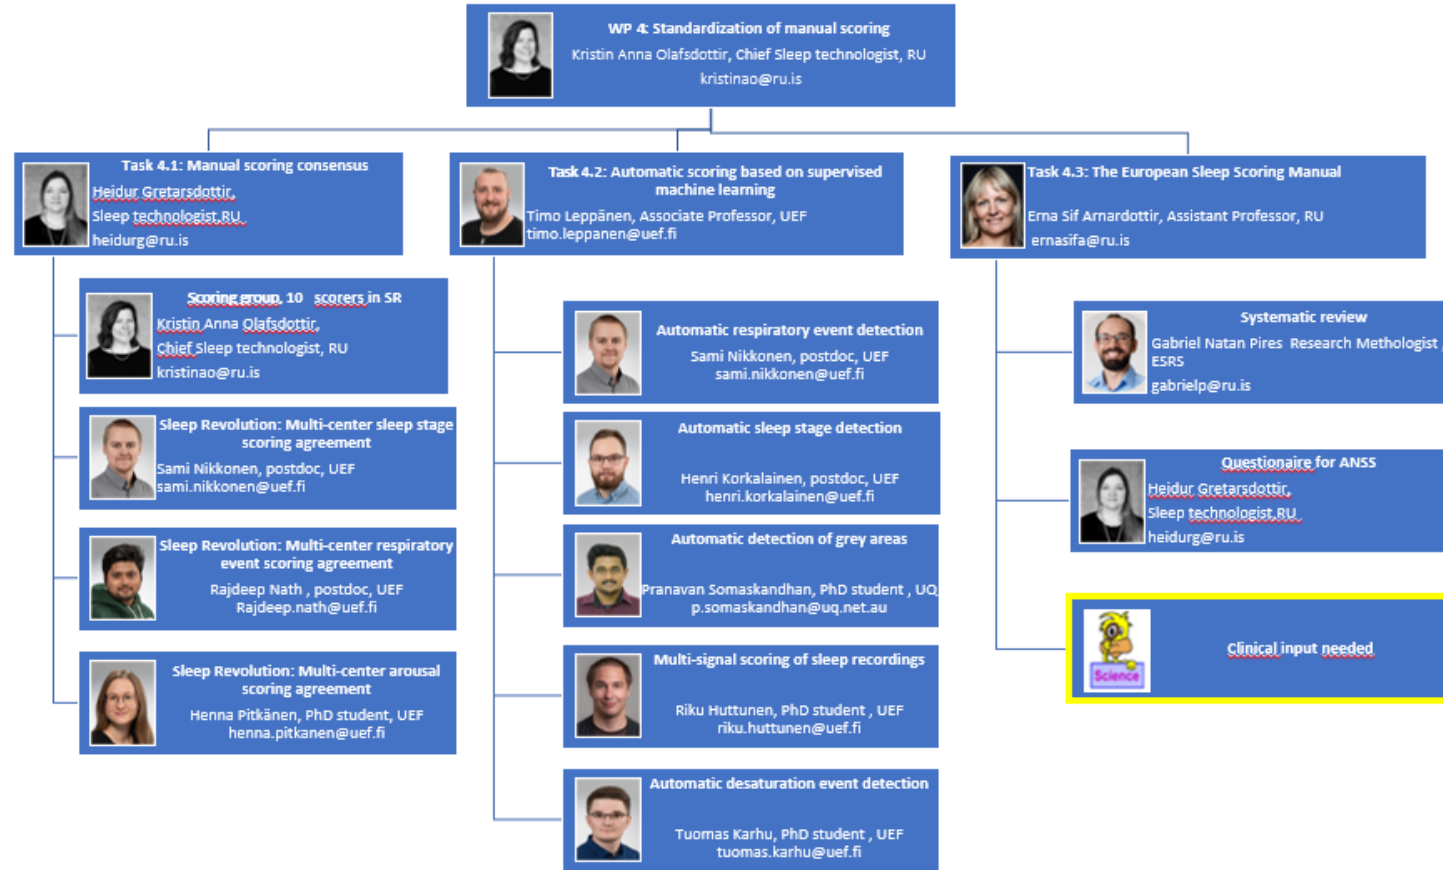 WP 4: Standardization of manual scoring
Kristin Anna Olafsdottir, Chief Sleep technologist, RU
kristinao@ru.is
Task 4.1: Manual scoring consensus
Heidur Gretarsdottir,
Sleep technologist,RU
heidurg@ru.is
Scoring group, 10 scorers in SR
Kristin Anna Olafsdottir,
Chief Sleep technologist, RU
kristinao@ru.is
Sleep Revolution: Multi-center sleep stage
scoring agreement
Sami Nikkonen, postdoc, UEF
sami.nikkonen@uef.fi
Sleep Revolution: Multi-center respiratory
event scoring agreement
Rajdeep Nath , postdoc, UEF
Rajdeep.nath@uef.fi
Sleep Revolution: Multi-center arousal
scoring agreement
Henna Pitkänen, PhD student, UEF
henna.pitkanen@uef.fi
Task 4.2: Automatic scoring based on supervised
machine learning
Timo Leppänen, Associate Professor, UEF
timo.leppanen@uef.fi
Automatic respiratory event detection
Sami Nikkonen, postdoc, UEF
sami.nikkonen@uef.fi
Automatic sleep stage detection
Henri Korkalainen, postdoc, UEF
henri.korkalainen@uef.fi
Automatic detection of grey areas
Pranavan Somaskandhan, PhD student , UQ
p.somaskandhan@uq.net.au
Multi-signal scoring of sleep recordings
Riku Huttunen, PhD student , UEF
riku.huttunen@uef.fi
Automatic desaturation event detection
Tuomas Karhu, PhD student , UEF
tuomas.karhu@uef.fi
Task 4.3: The European Sleep Scoring Manual
Erna Sif Arnardottir, Assistant Professor, RU
ernasifa@ru.is
Systematic review
Gabriel Natan Pires Research Methologist ,
ESRS
gabrielp@ru.is
Questionaire for ANSS
Heidur Gretarsdottir,
Sleep technologist,RU
heidurg@ru.is
Clinical input needed
Science